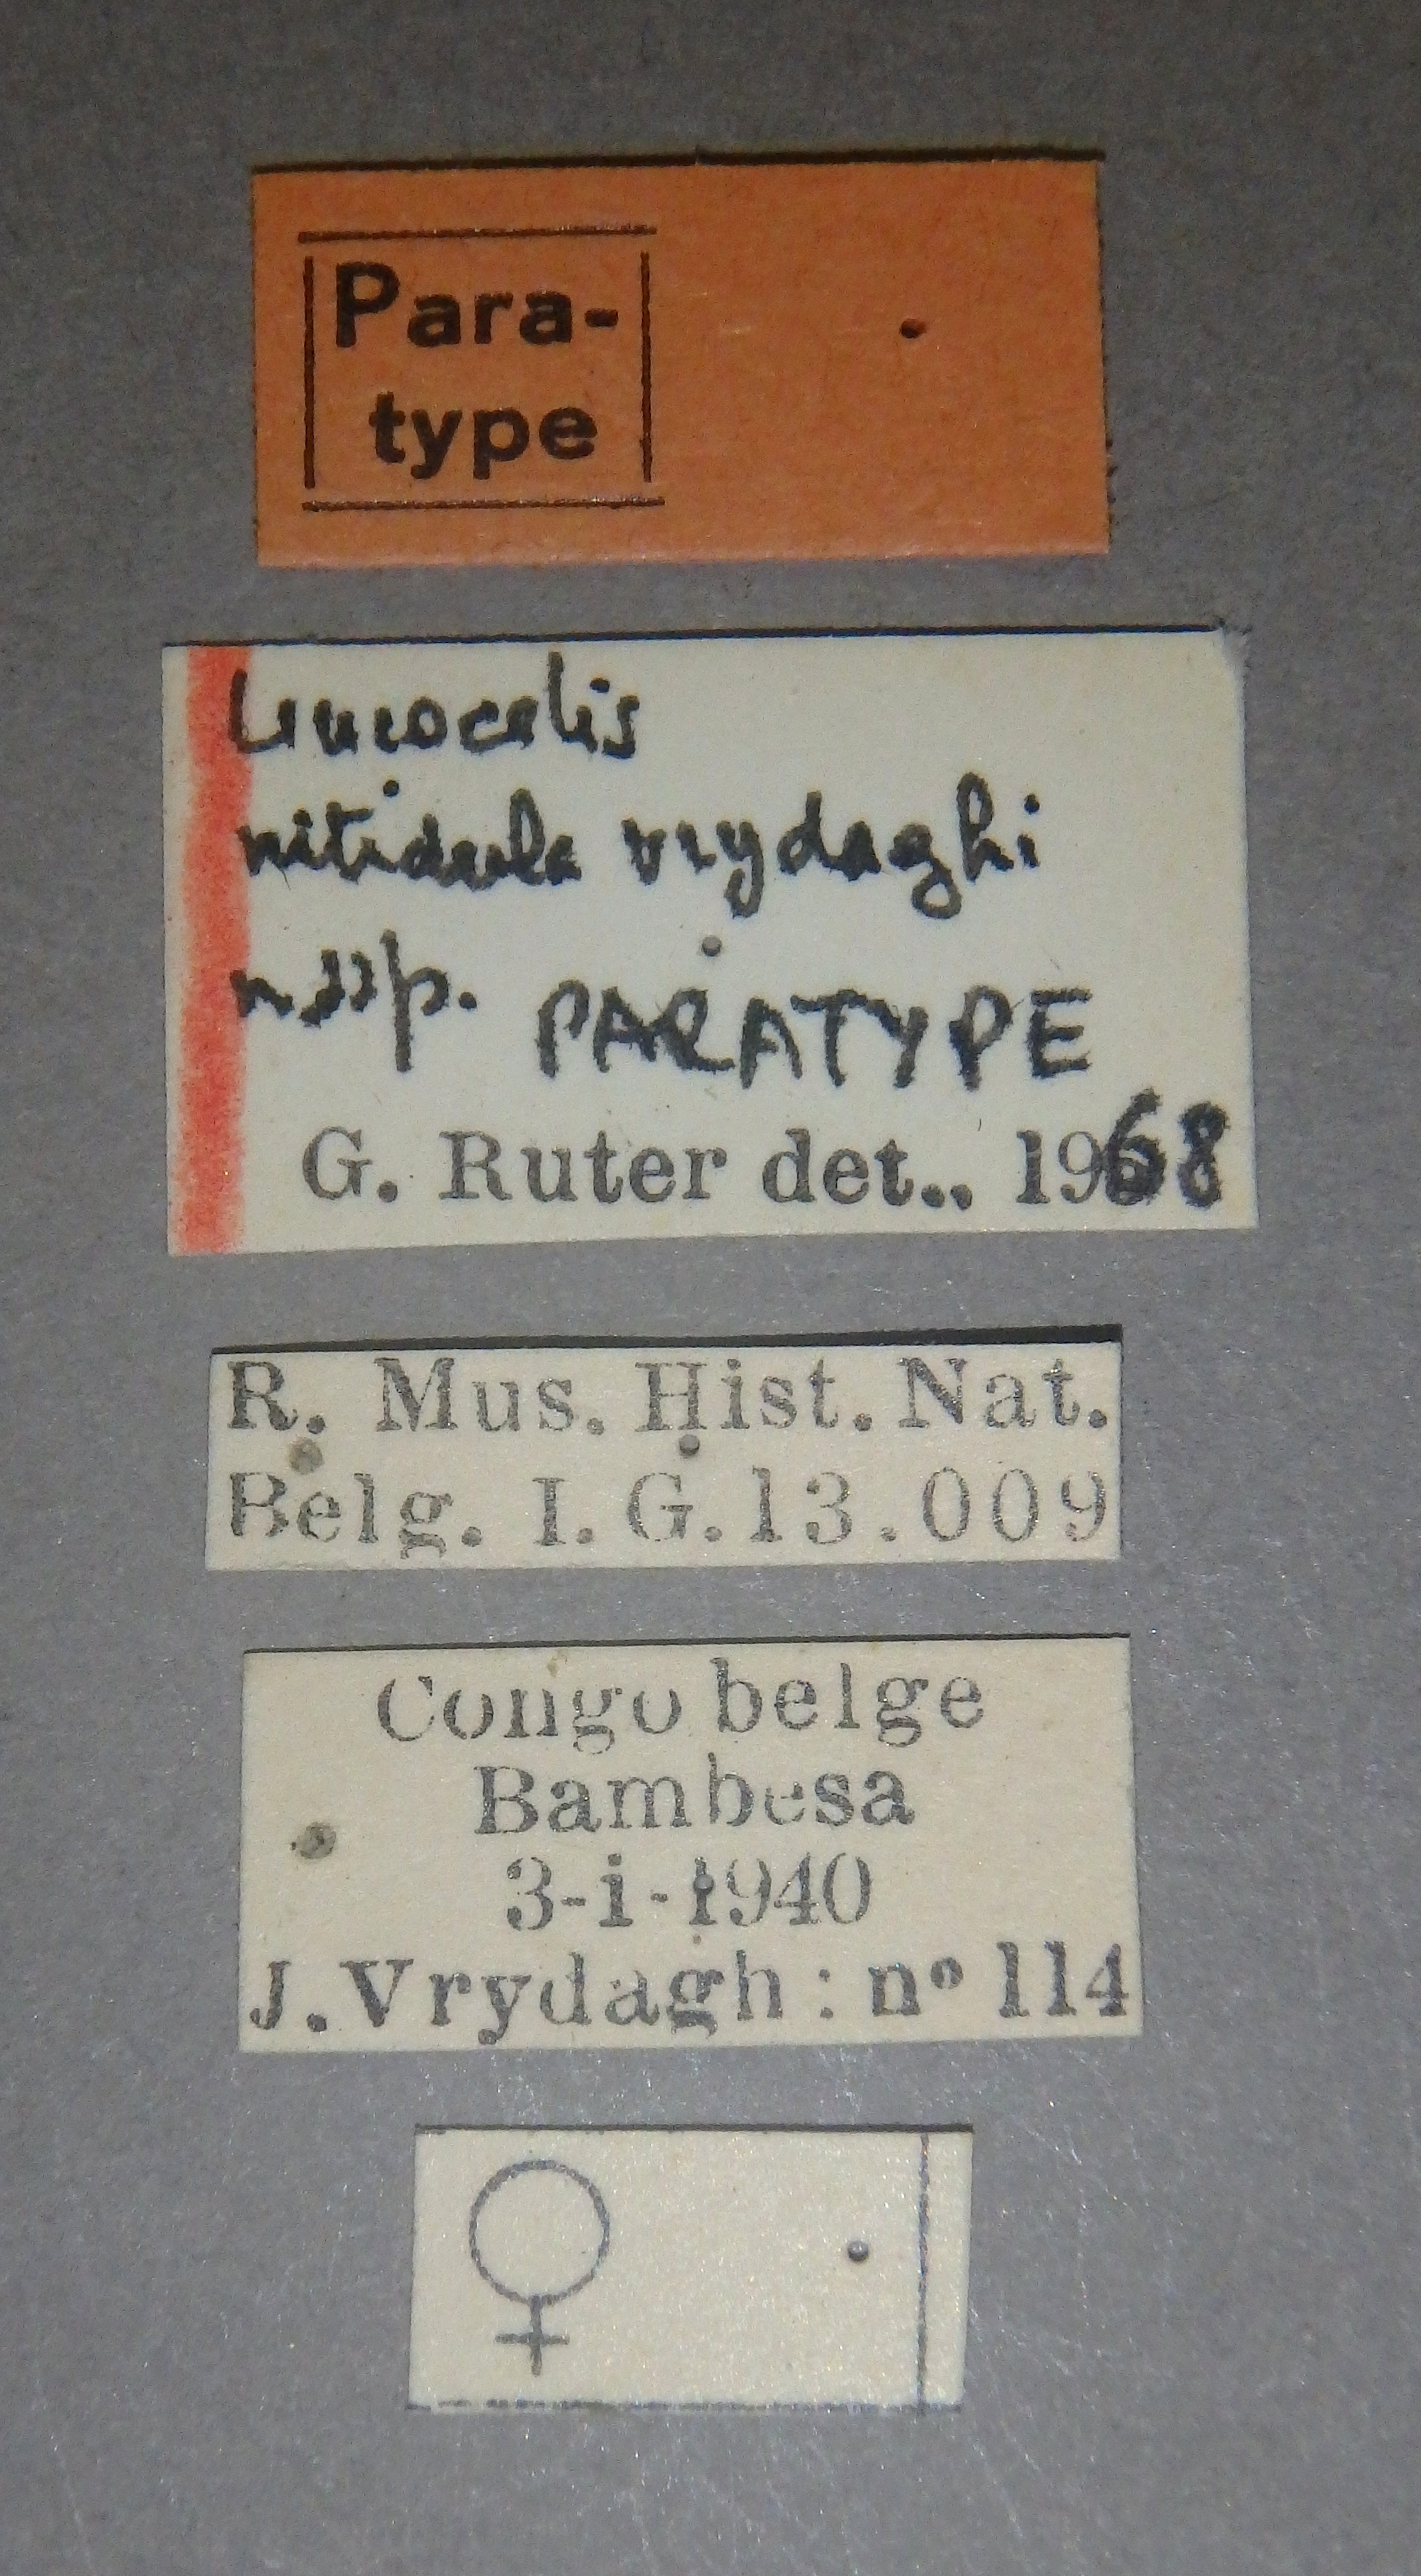 Para-
type
Leucocelis
nitidula vrydaghi
n ssp. PARATYPE
G. Ruter det.. 1968
R. Mus. Hist. Nat.
Belg. I. G. 13.009
Congo belge
Bambesa
3-i-1940
J. Vrydagh : n° 114
♀